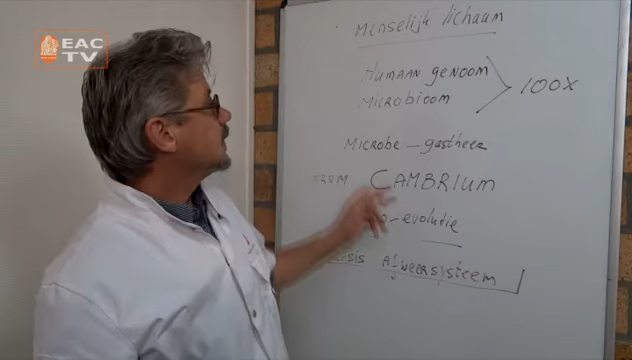 EAC
TV
Menselijk lichaam
Humaan genoom
Microbioom
100x
Microbe – gastheer
CAMBRIUM
– evolutie
Afweersysteem